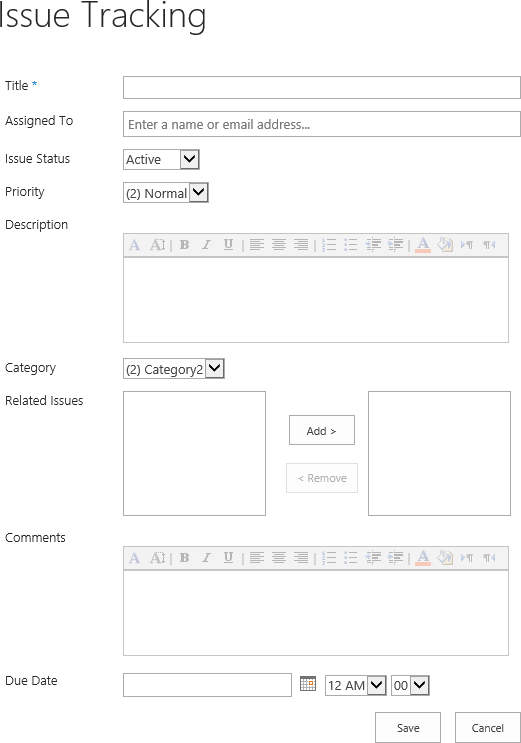 Issue Tracking
Title *
Assigned To Enter a name or email address...
Issue Status Active
Priority (2) Normal
Description
A A B I U A
Category (2) Category2
Related Issues
Add >
< Remove
Comments
A A B I U A
Due Date 12 AM 00
Save Cancel